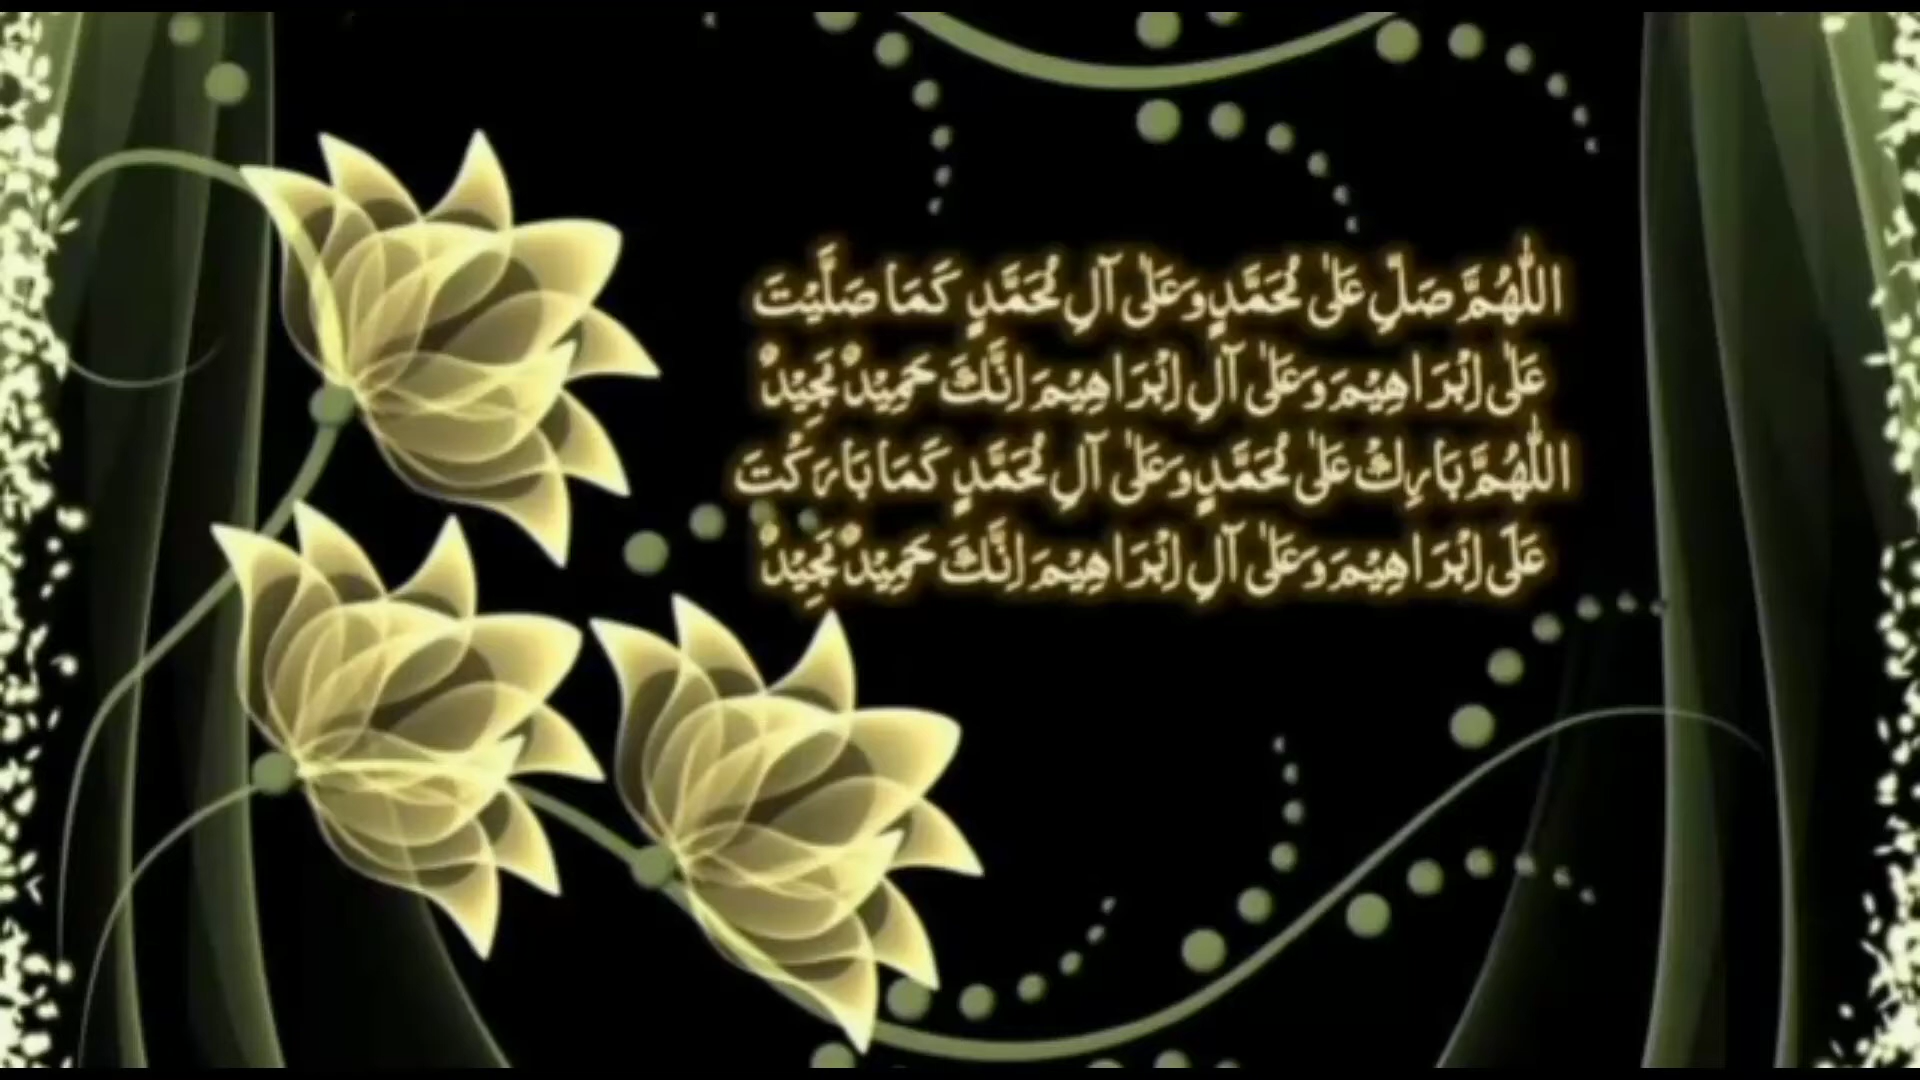 اللّٰهُمَّ صَلِّ عَلٰى مُحَمَّدٍ وَعَلٰى آلِ مُحَمَّدٍ كَمَا صَلَّيْتَ
عَلٰى اِبْرَاهِيْمَ وَعَلٰى آلِ اِبْرَاهِيْمَ اِنَّكَ حَمِيْدٌ مَّجِيْدٌ
اللّٰهُمَّ بَارِكْ عَلٰى مُحَمَّدٍ وَعَلٰى آلِ مُحَمَّدٍ كَمَا بَارَكْتَ
عَلٰى اِبْرَاهِيْمَ وَعَلٰى آلِ اِبْرَاهِيْمَ اِنَّكَ حَمِيْدٌ مَّجِيْدٌ